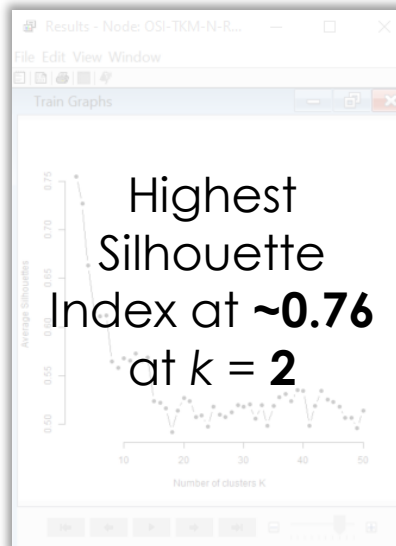 Results - Node: OSI-TKM-N-R...
File Edit View Window
Train Graphs
Highest
Silhouette
Index at ~0.76
at k = 2
0.75
0.70
0.65
0.60
0.55
0.50
Average Silhouettes
10 20 30 40 50
Number of clusters K